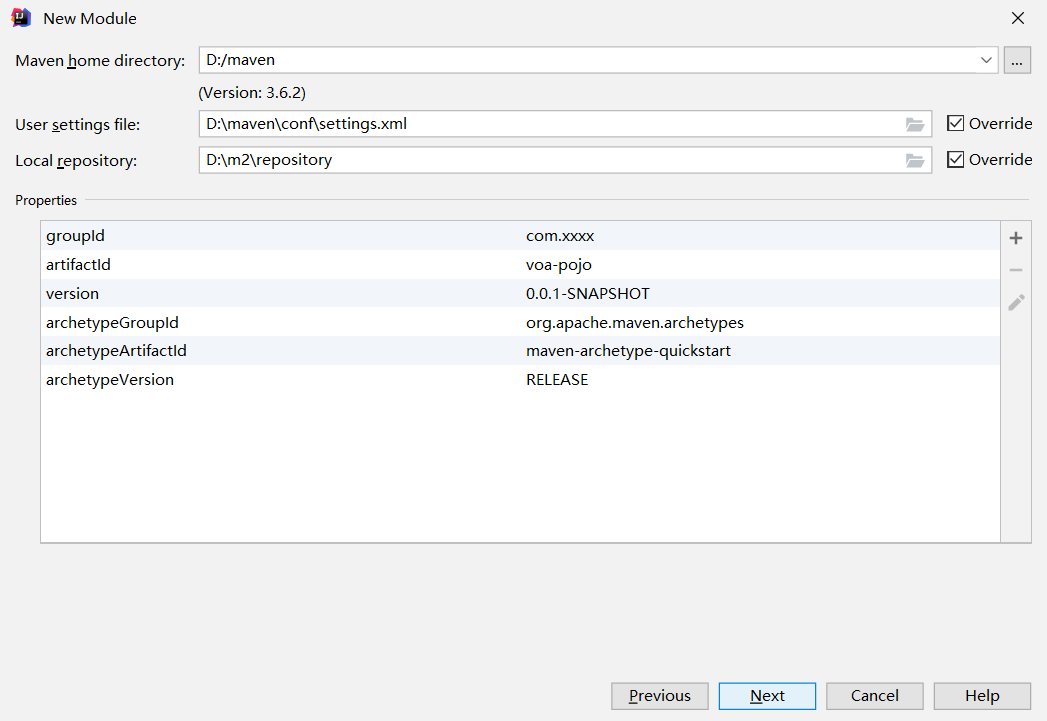 New Module
Maven home directory: D:/maven ...
(Version: 3.6.2)
User settings file: D:\maven\conf\settings.xml Override
Local repository: D:\m2\repository Override
Properties
groupId com.xxxx
artifactId voa-pojo
version 0.0.1-SNAPSHOT
archetypeGroupId org.apache.maven.archetypes
archetypeArtifactId maven-archetype-quickstart
archetypeVersion RELEASE
Previous Next Cancel Help